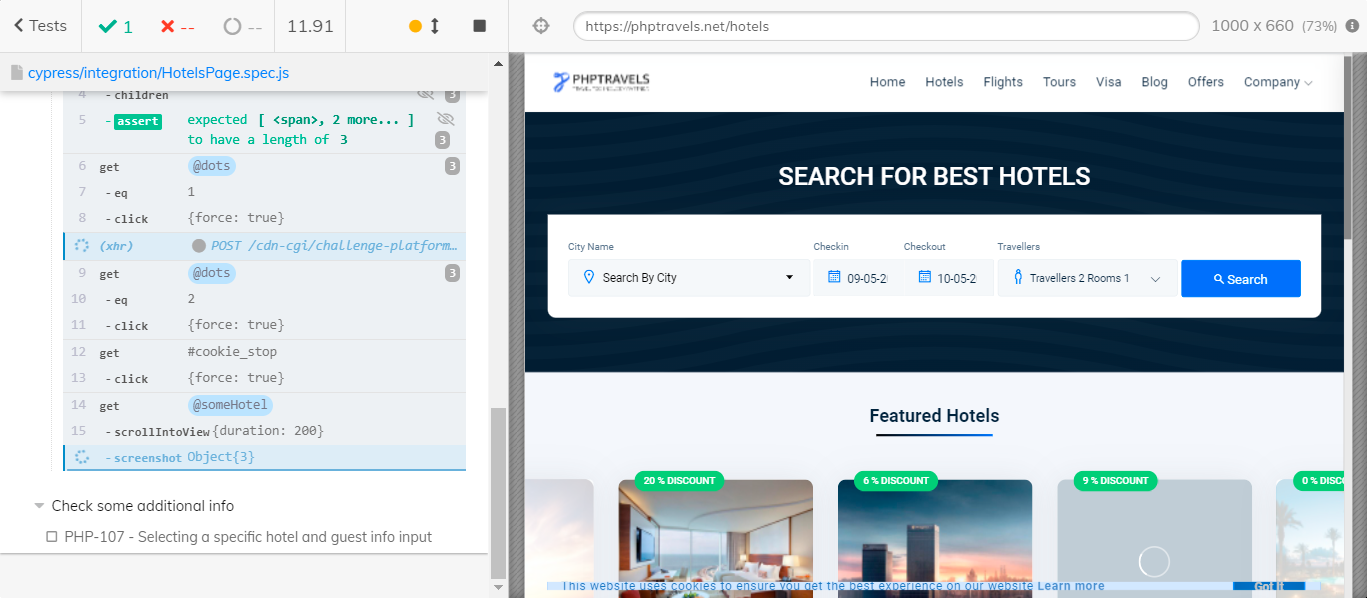 Tests
1
--
--
11.91
https://phptravels.net/hotels
1000 x 660 (73%)
cypress/integration/HotelsPage.spec.js
4 - children 3
5 - assert expected [ <span>, 2 more... ]
to have a length of 3 3
6 get @dots 3
7 - eq 1
8 - click {force: true}
(xhr) POST /cdn-cgi/challenge-platform...
9 get @dots 3
10 - eq 2
11 - click {force: true}
12 get #cookie_stop
13 - click {force: true}
14 get @someHotel
15 - scrollIntoView {duration: 200}
- screenshot Object{3}
Check some additional info
PHP-107 - Selecting a specific hotel and guest info input
PHPTRAVELS
Home Hotels Flights Tours Visa Blog Offers Company
SEARCH FOR BEST HOTELS
City Name Checkin Checkout Travellers
Search By City 09-05-2 10-05-2 Travellers 2 Rooms 1 Search
Featured Hotels
20 % DISCOUNT 6 % DISCOUNT 9 % DISCOUNT 0 % DISCO
This website uses cookies to ensure you get the best experience on our website Learn more Got It